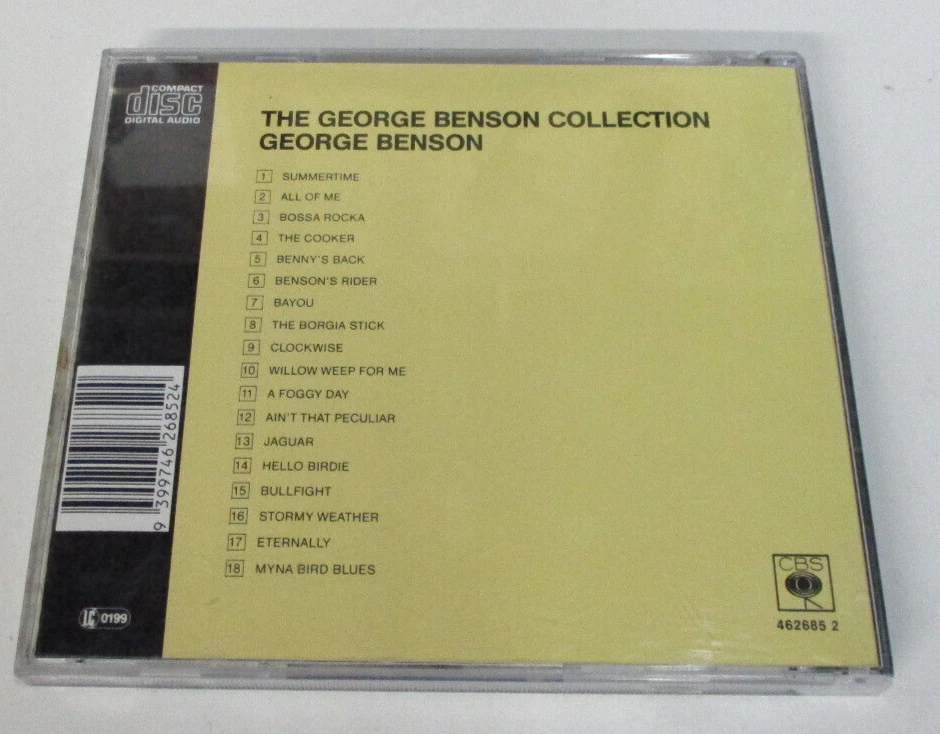 COMPACT
disc
DIGITAL AUDIO
THE GEORGE BENSON COLLECTION
GEORGE BENSON
1 SUMMERTIME
2 ALL OF ME
3 BOSSA ROCKA
4 THE COOKER
5 BENNY'S BACK
6 BENSON'S RIDER
7 BAYOU
8 THE BORGIA STICK
9 CLOCKWISE
10 WILLOW WEEP FOR ME
11 A FOGGY DAY
12 AIN'T THAT PECULIAR
13 JAGUAR
14 HELLO BIRDIE
15 BULLFIGHT
16 STORMY WEATHER
17 ETERNALLY
18 MYNA BIRD BLUES
9 399746 268524
LC 0199
CBS
462685 2